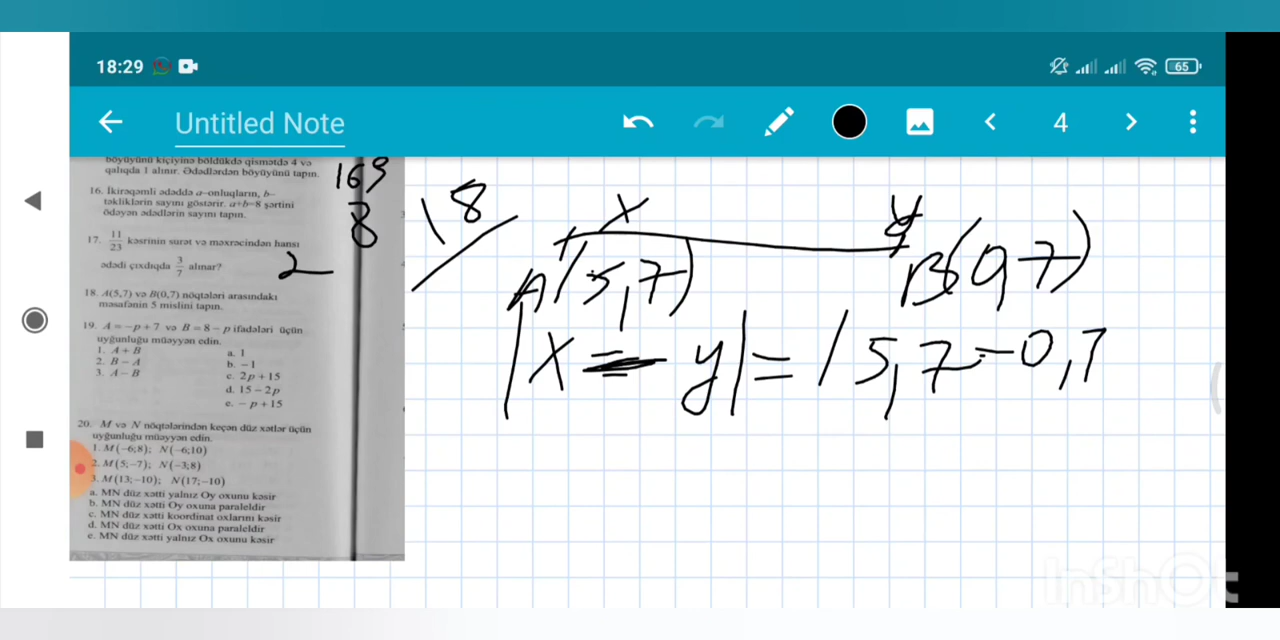 18:29
65
Untitled Note
4
böyüyünü kiçiyinə böldükdə qismətdə 4 və
qalıqda 1 alınır. Ədədlərdən böyüyünü tapın.
169
16. İkirəqəmli ədəddə a–onluqların, b–
təkliklərin sayını göstərir. a+b=8 şərtini
ödəyən ədədlərin sayını tapın.
8
17. 11/23 kəsrinin surət və məxrəcindən hansı
ədədi çıxdıqda 3/7 alınar?
2
18. A(5,7) və B(0,7) nöqtələri arasındakı
məsafənin 5 mislini tapın.
19. A=−p+7 və B=8−p ifadələri üçün
uyğunluğu müəyyən edin.
1. A+B a. 1
2. B−A b. −1
3. A−B c. 2p+15
d. 15−2p
e. −p+15
20. M və N nöqtələrindən keçən düz xətlər üçün
uyğunluğu müəyyən edin.
1. M(−6;8); N(−6;10)
2. M(5;−7); N(−3;8)
3. M(13;−10); N(17;−10)
a. MN düz xətti yalnız Oy oxunu kəsir
b. MN düz xətti Oy oxuna paraleldir
c. MN düz xətti koordinat oxlarını kəsir
d. MN düz xətti Ox oxuna paraleldir
e. MN düz xətti yalnız Ox oxunu kəsir
18
x y
A(5,7) B(0,7)
|x − y| = |5,7−0,7
InShOt